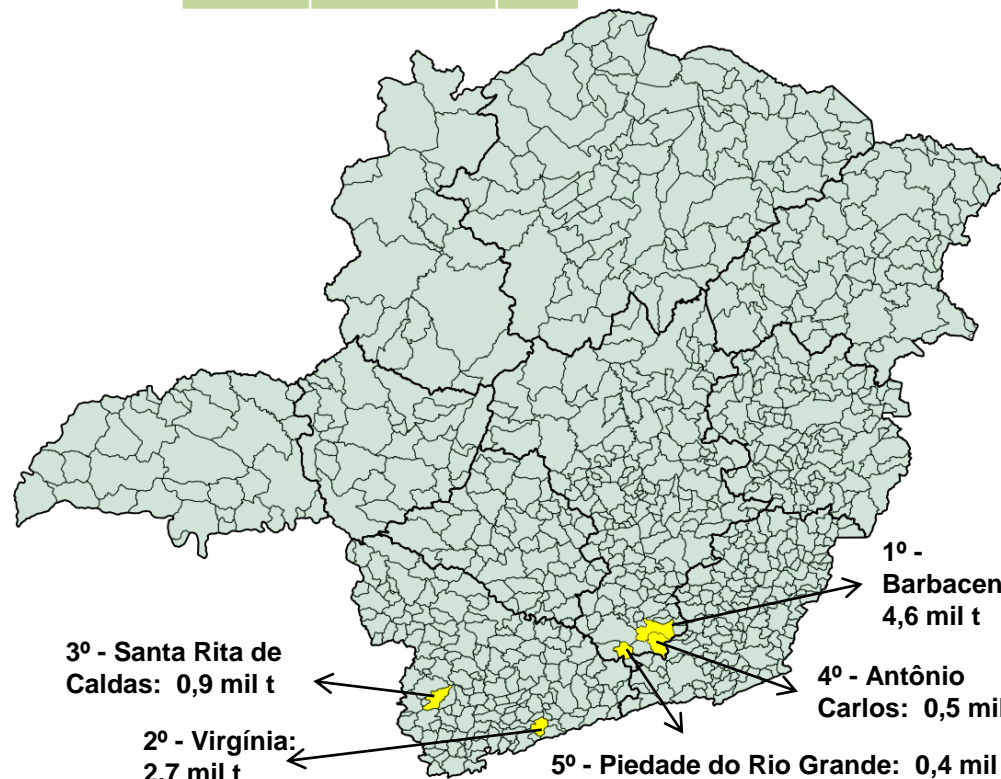 1º -
Barbacen
4,6 mil t
3º - Santa Rita de
Caldas: 0,9 mil t
4º - Antônio
Carlos: 0,5 mil
2º - Virgínia:
2,7 mil t
5º - Piedade do Rio Grande: 0,4 mil